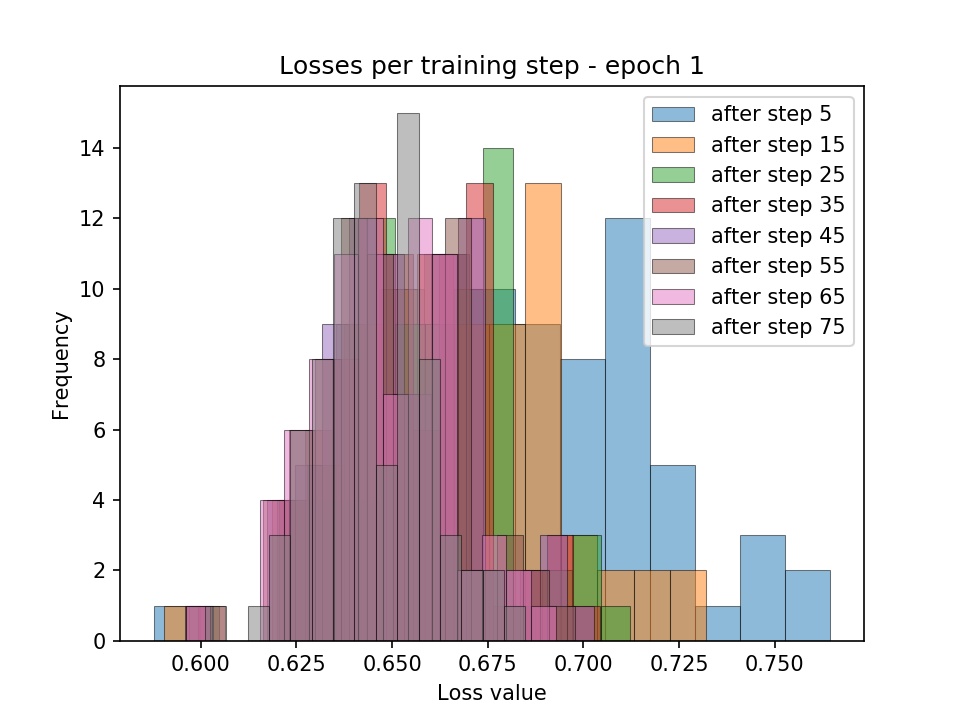 Losses per training step - epoch 1
after step 5
after step 15
after step 25
after step 35
after step 45
after step 55
after step 65
after step 75
Frequency
14
12
10
8
6
4
2
0
0.600 0.625 0.650 0.675 0.700 0.725 0.750
Loss value